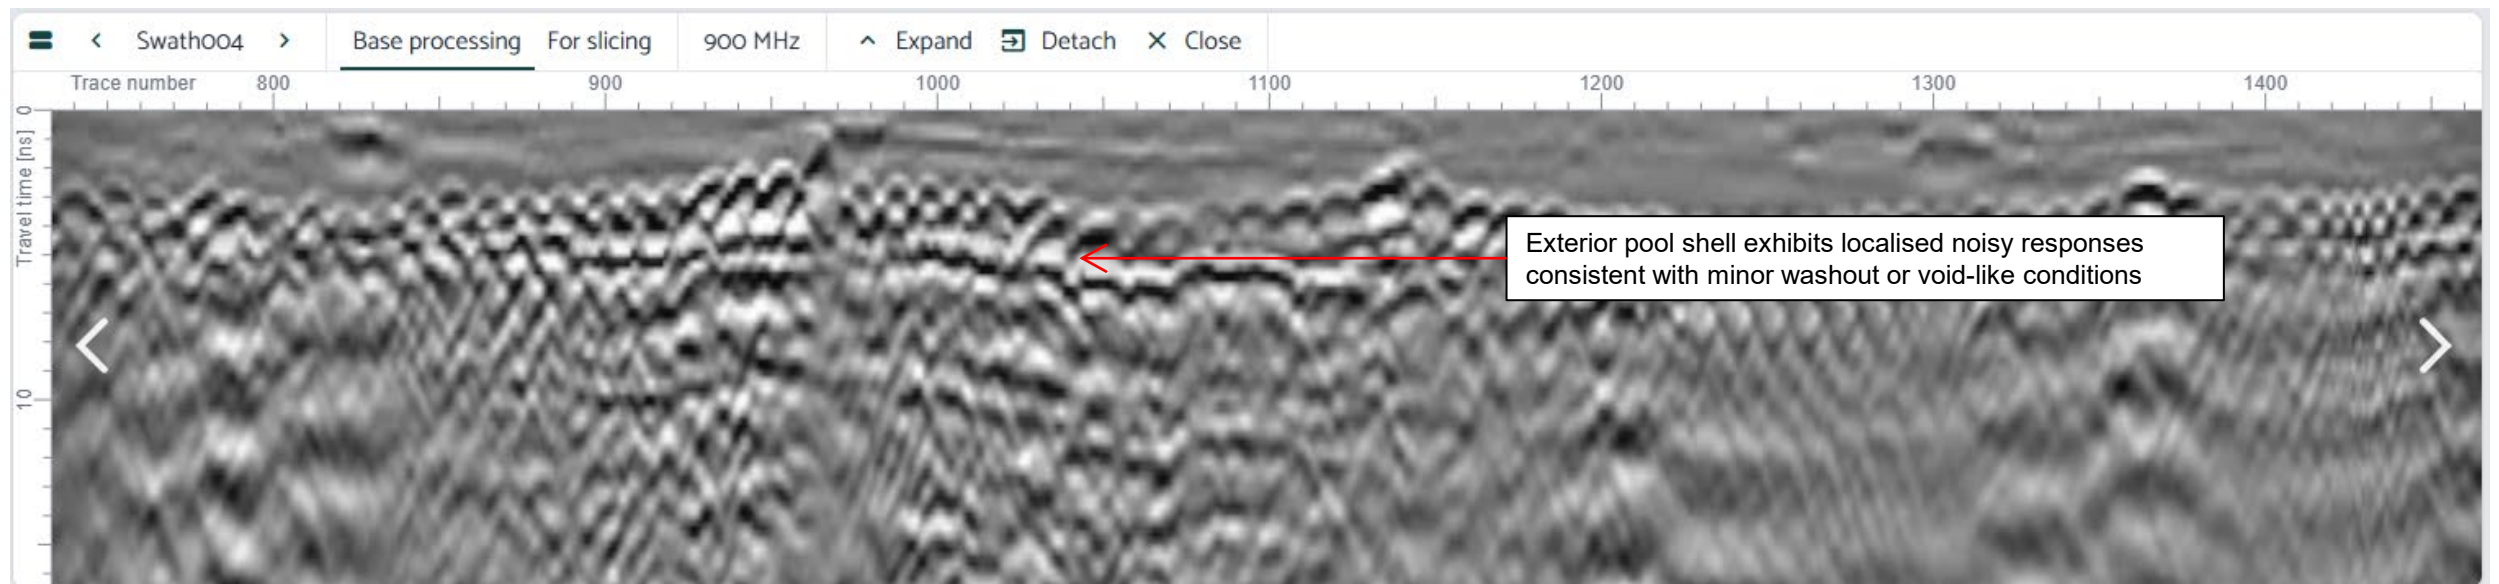 Swath004 Base processing For slicing 900 MHz Expand Detach Close
Trace number 800 900 1000 1100 1200 1300 1400
0
Travel time [ns]
Exterior pool shell exhibits localised noisy responses
consistent with minor washout or void-like conditions
10